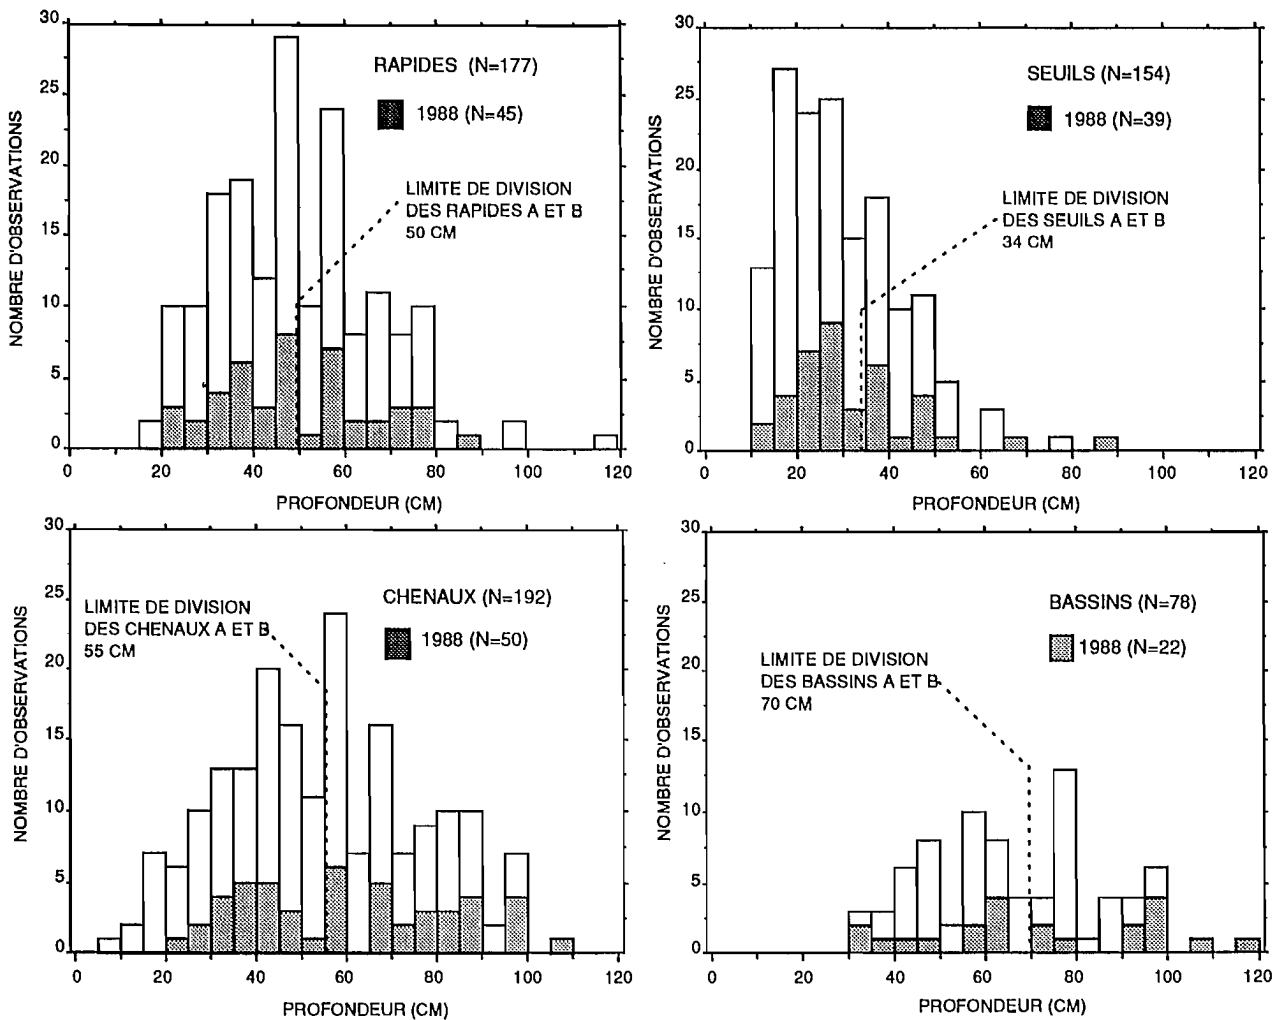 RAPIDES (N=177)
1988 (N=45)
LIMITE DE DIVISION
DES RAPIDES A ET B
50 CM
NOMBRE D'OBSERVATIONS
30
25
20
15
10
5
0
0 20 40 60 80 100 120
PROFONDEUR (CM)
SEUILS (N=154)
1988 (N=39)
LIMITE DE DIVISION
DES SEUILS A ET B
34 CM
NOMBRE D'OBSERVATIONS
30
25
20
15
10
5
0
0 20 40 60 80 100 120
PROFONDEUR (CM)
CHENAUX (N=192)
1988 (N=50)
LIMITE DE DIVISION
DES CHENAUX A ET B
55 CM
NOMBRE D'OBSERVATIONS
30
25
20
15
10
5
0
0 20 40 60 80 100 120
PROFONDEUR (CM)
BASSINS (N=78)
1988 (N=22)
LIMITE DE DIVISION
DES BASSINS A ET B
70 CM
NOMBRE D'OBSERVATIONS
30
25
20
15
10
5
0
0 20 40 60 80 100 120
PROFONDEUR (CM)